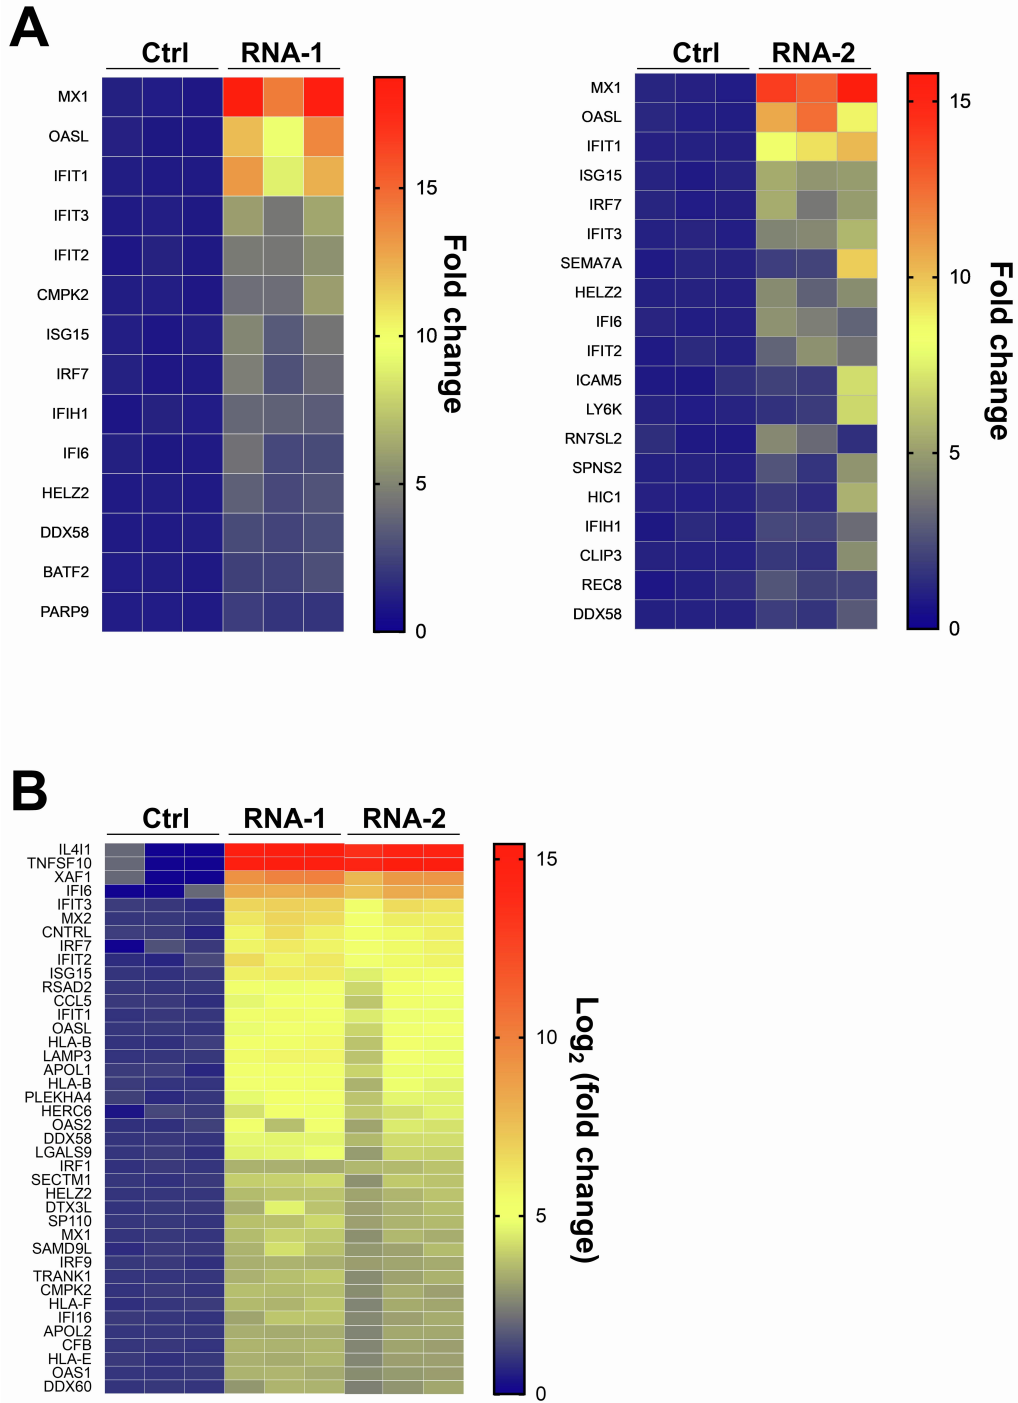 A
Ctrl RNA-1
MX1
OASL
IFIT1
IFIT3
IFIT2
CMPK2
ISG15
IRF7
IFIH1
IFI6
HELZ2
DDX58
BATF2
PARP9
15
10
5
0
Fold change
Ctrl RNA-2
MX1
OASL
IFIT1
ISG15
IRF7
IFIT3
SEMA7A
HELZ2
IFI6
IFIT2
ICAM5
LY6K
RN7SL2
SPNS2
HIC1
IFIH1
CLIP3
REC8
DDX58
15
10
5
0
Fold change
B
Ctrl RNA-1 RNA-2
IL4I1
TNFSF10
XAF1
IFI6
IFIT3
MX2
CNTRL
IRF7
IFIT2
ISG15
RSAD2
CCL5
IFIT1
OASL
HLA-B
LAMP3
APOL1
HLA-B
PLEKHA4
HERC6
OAS2
DDX58
LGALS9
IRF1
SECTM1
HELZ2
DTX3L
SP110
MX1
SAMD9L
IRF9
TRANK1
CMPK2
HLA-F
IFI16
APOL2
CFB
HLA-E
OAS1
DDX60
15
10
5
0
Log2 (fold change)